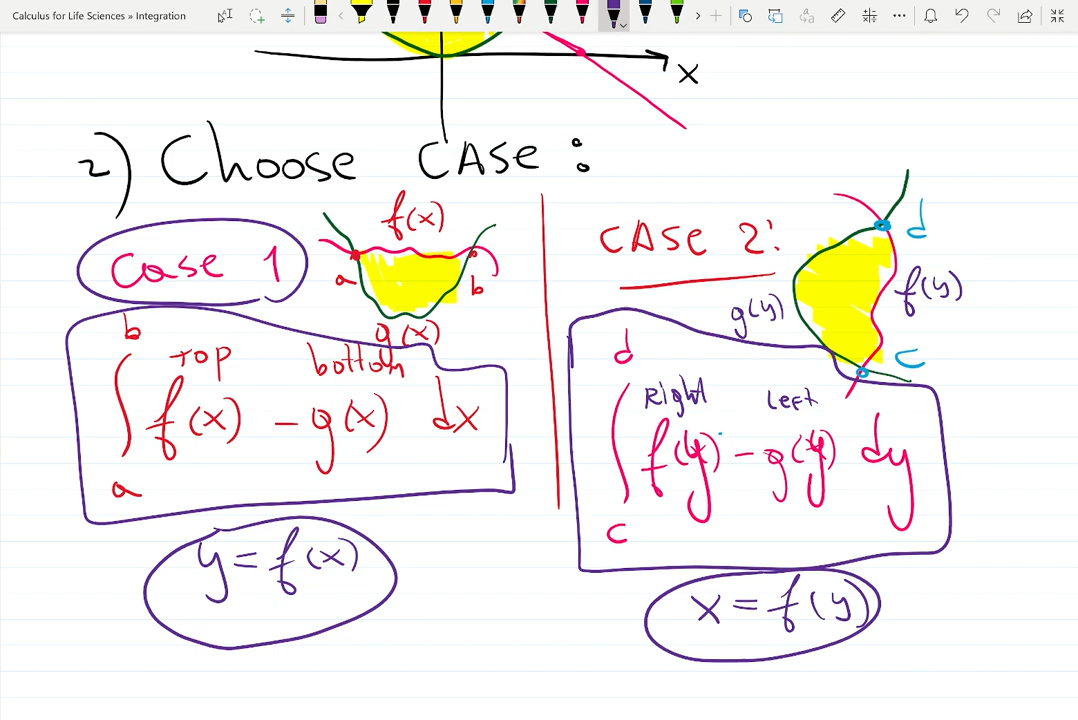 Calculus for Life Sciences » Integration
x
2) Choose CASE :
Case 1
f(x)
a
b
g(x)
b
TOP bottom
∫ f(x) - g(x) dx
a
y = f(x)
CASE 2:
d
g(y)
f(y)
c
d
Right Left
∫ f(y) - g(y) dy
c
x = f(y)